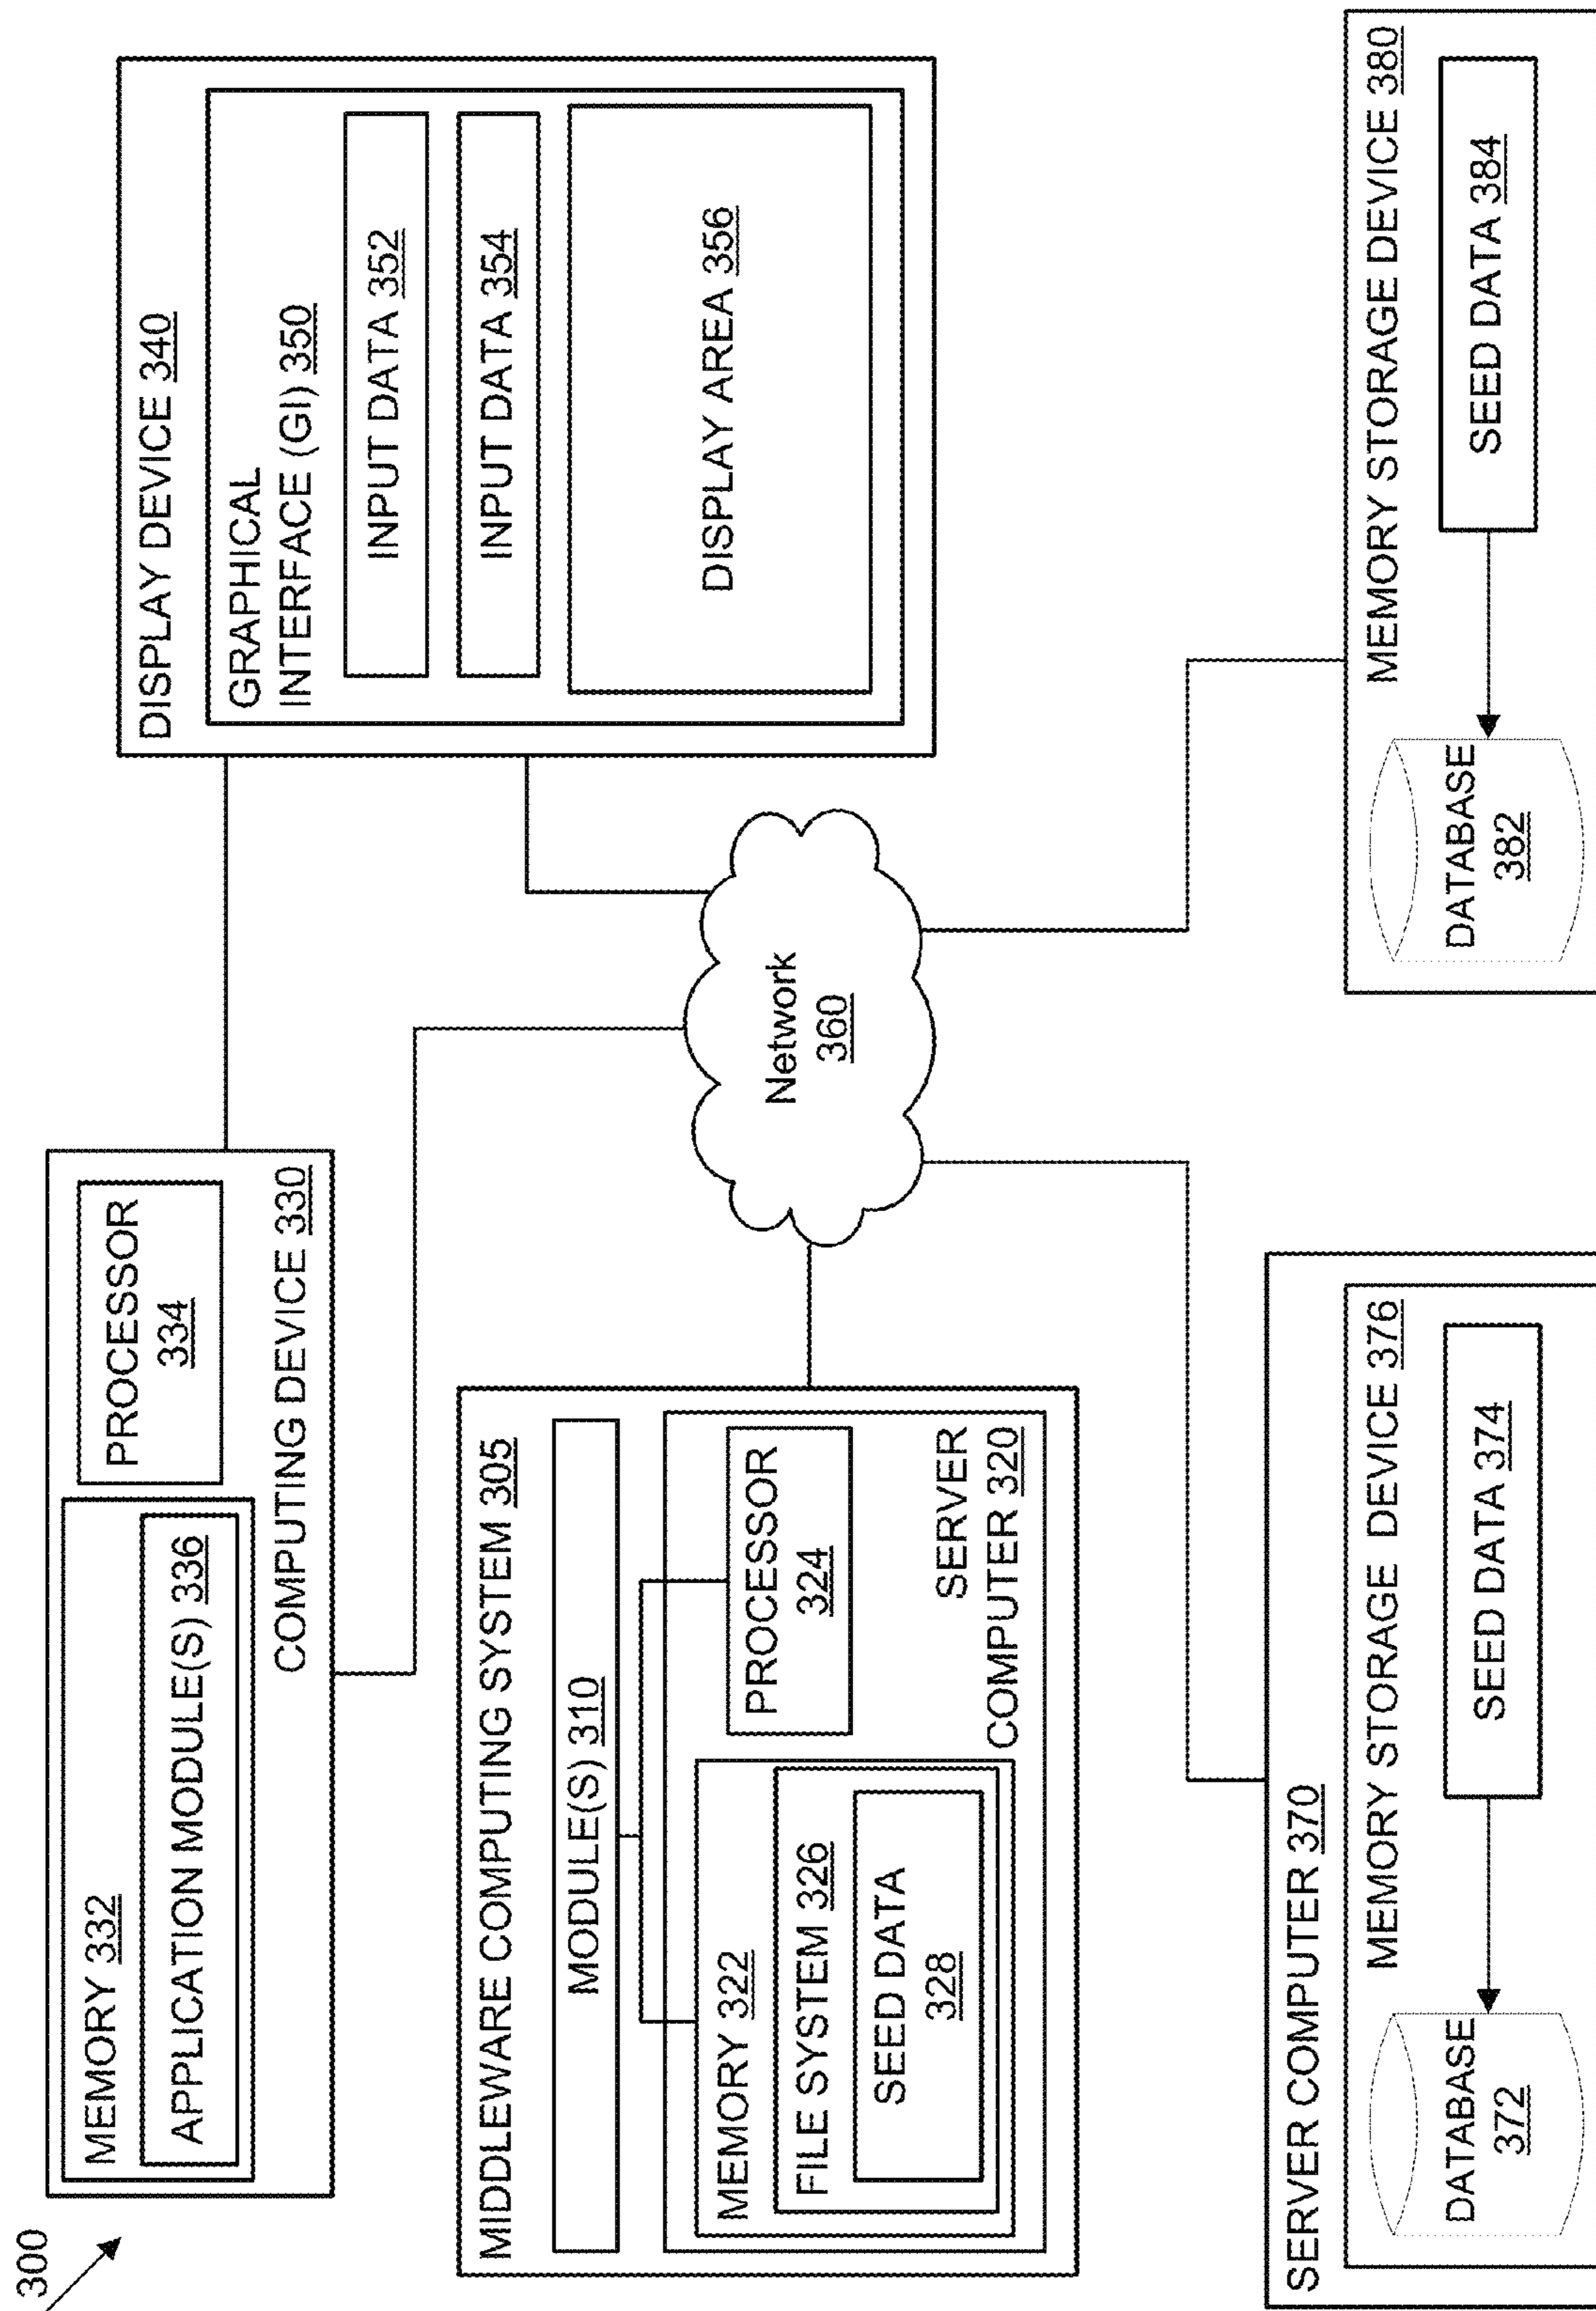 300
MEMORY 332
APPLICATION MODULE(S) 336
PROCESSOR
334
COMPUTING DEVICE 330
DISPLAY DEVICE 340
GRAPHICAL
INTERFACE (GI) 350
INPUT DATA 352
INPUT DATA 354
DISPLAY AREA 356
MIDDLEWARE COMPUTING SYSTEM 305
MODULE(S) 310
MEMORY 322
FILE SYSTEM 326
SEED DATA
328
PROCESSOR
324
SERVER
COMPUTER 320
Network
360
SERVER COMPUTER 370
MEMORY STORAGE DEVICE 376
DATABASE
372
SEED DATA 374
MEMORY STORAGE DEVICE 380
DATABASE
382
SEED DATA 384